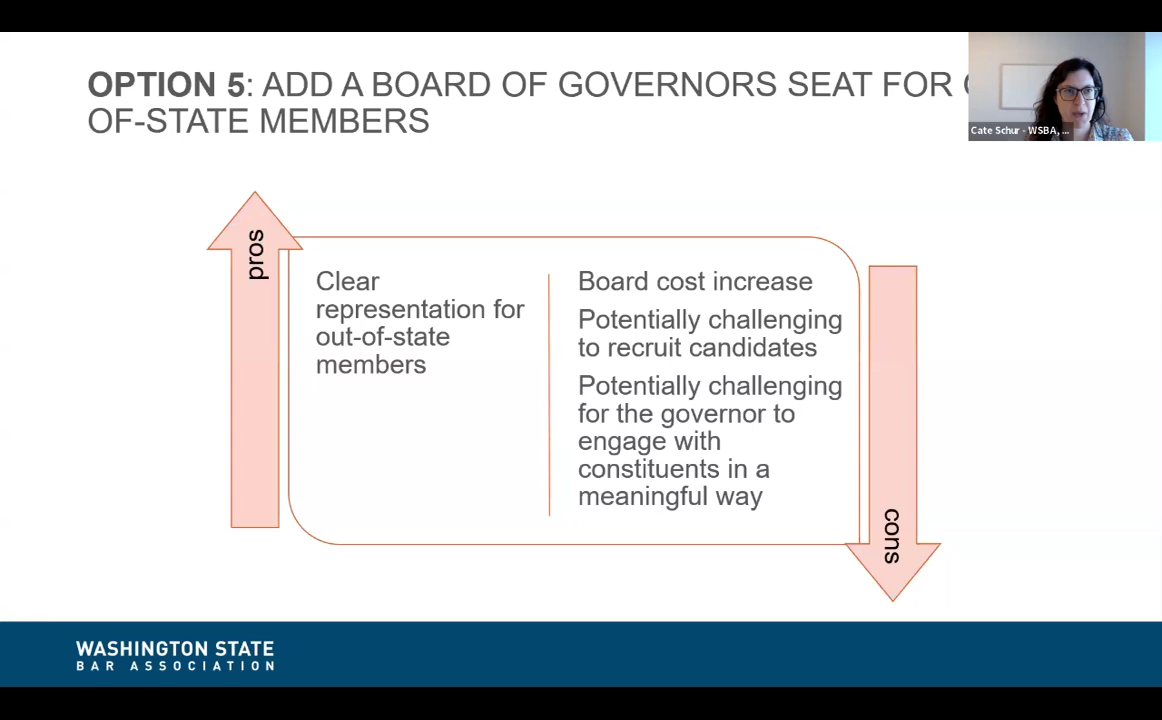 OPTION 5: ADD A BOARD OF GOVERNORS SEAT FOR
OF-STATE MEMBERS
Cate Schur - WSBA, ...
pros
Clear
representation for
out-of-state
members
Board cost increase
Potentially challenging
to recruit candidates
Potentially challenging
for the governor to
engage with
constituents in a
meaningful way
cons
WASHINGTON STATE
BAR ASSOCIATION